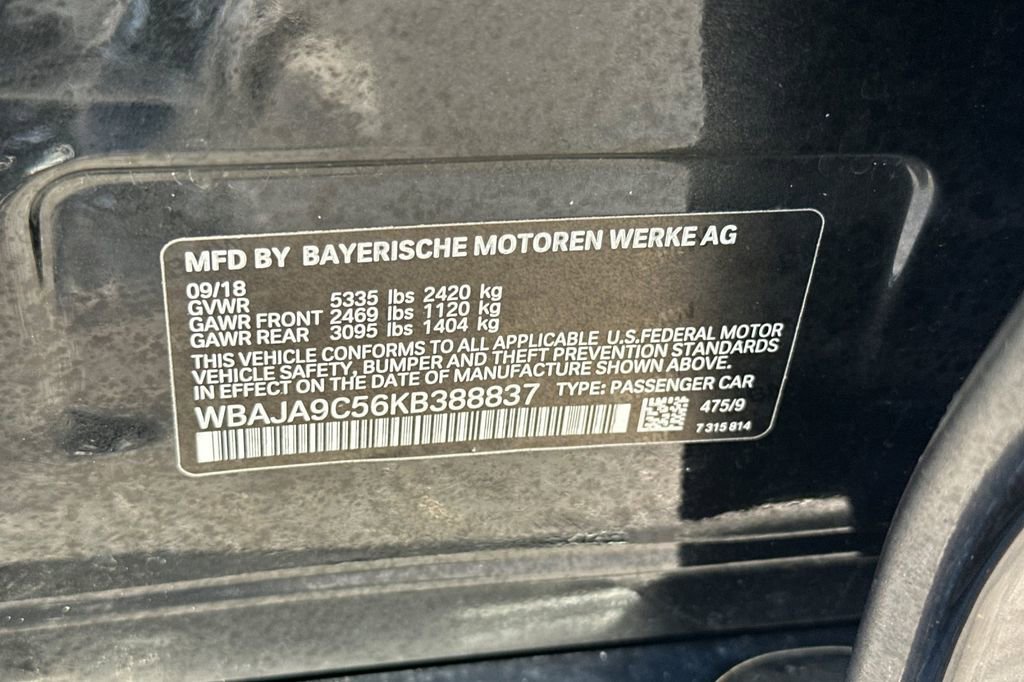 MFD BY BAYERISCHE MOTOREN WERKE AG
09/18
GVWR 5335 lbs 2420 kg
GAWR FRONT 2469 lbs 1120 kg
GAWR REAR 3095 lbs 1404 kg
THIS VEHICLE CONFORMS TO ALL APPLICABLE U.S.FEDERAL MOTOR
VEHICLE SAFETY, BUMPER AND THEFT PREVENTION STANDARDS
IN EFFECT ON THE DATE OF MANUFACTURE SHOWN ABOVE.
WBAJA9C56KB388837 TYPE: PASSENGER CAR
475/9
7 315 814